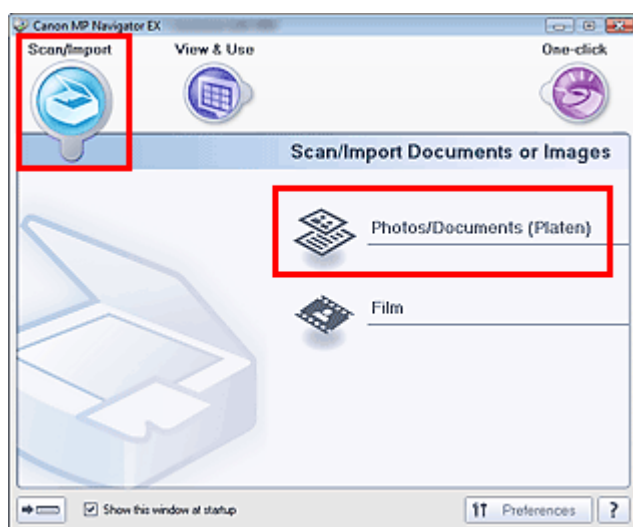 Canon MP Navigator EX
Scan/Import View & Use One-click
Scan/Import Documents or Images
Photos/Documents (Platen)
Film
Show this window at startup Preferences ?